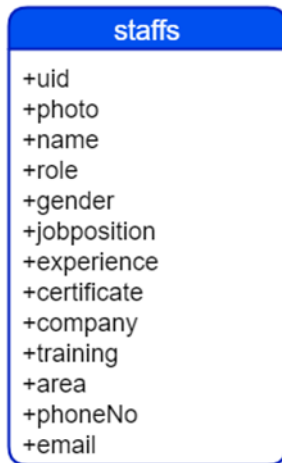 staffs
+uid
+photo
+name
+role
+gender
+jobposition
+experience
+certificate
+company
+training
+area
+phoneNo
+email